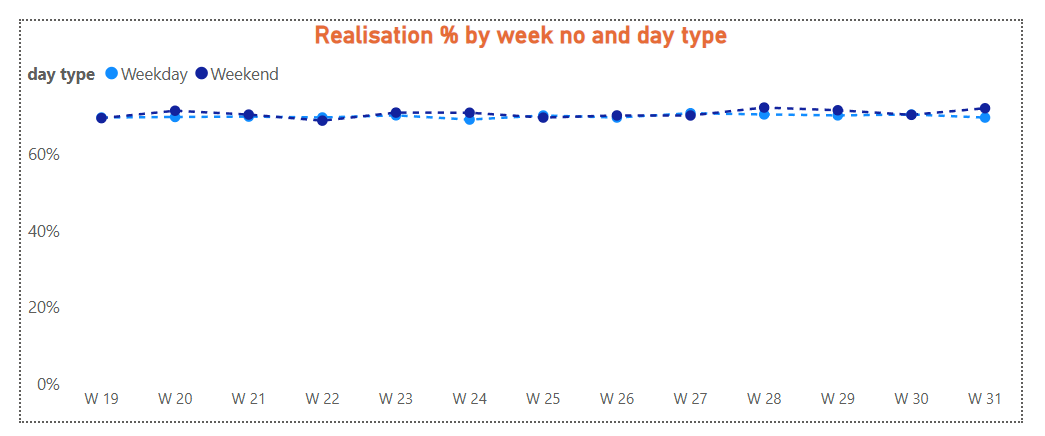 Realisation % by week no and day type
day type Weekday Weekend
60%
40%
20%
0%
W 19 W 20 W 21 W 22 W 23 W 24 W 25 W 26 W 27 W 28 W 29 W 30 W 31